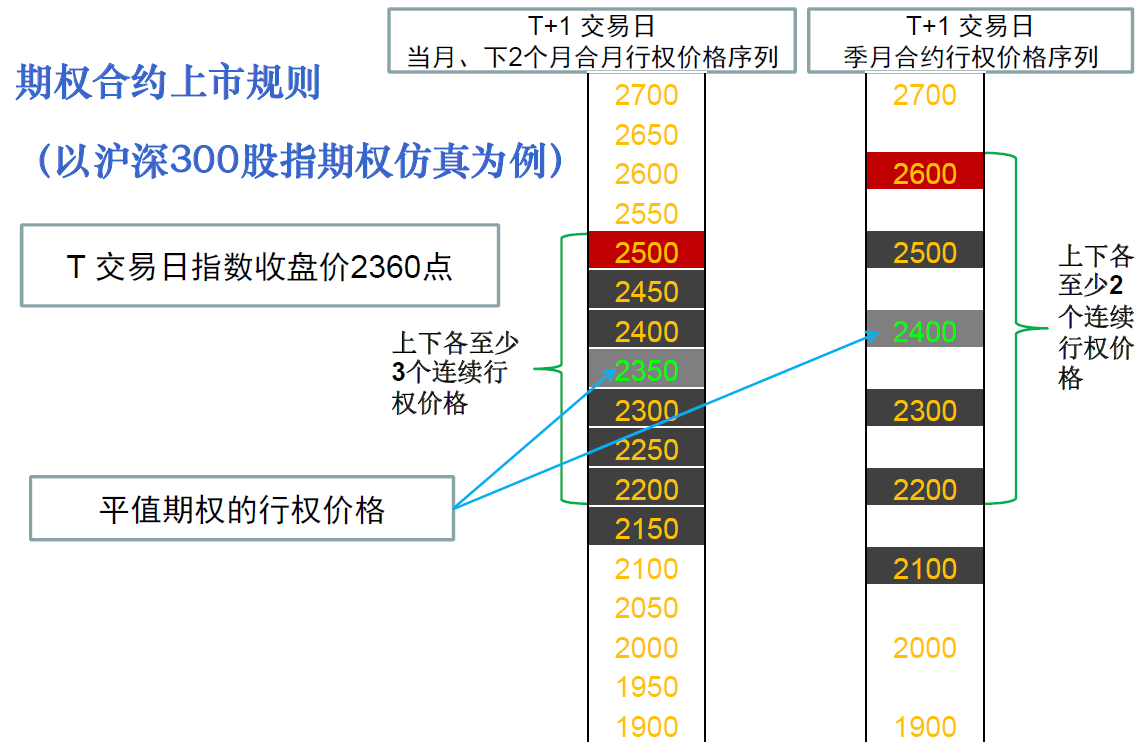 期权合约上市规则
（以沪深300股指期权仿真为例）
T 交易日指数收盘价2360点
平值期权的行权价格
T+1 交易日
当月、下2个月合月行权价格序列
2700
2650
2600
2550
2500
2450
2400
2350
2300
2250
2200
2150
2100
2050
2000
1950
1900
上下各至少
3个连续行
权价格
T+1 交易日
季月合约行权价格序列
2700
2600
2500
2400
2300
2200
2100
2000
1900
上下各
至少2
个连续
行权价
格